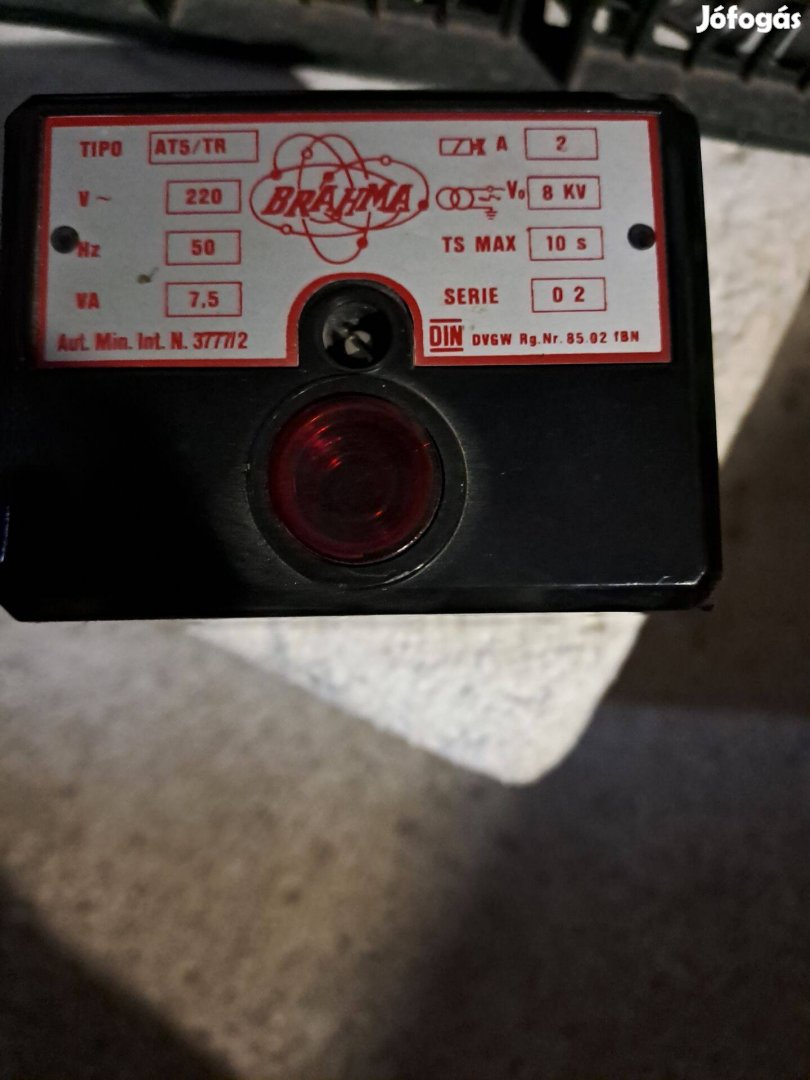 Jófogás
TIPO AT5/TR
V~ 220
Hz 50
VA 7,5
Aut. Min. Int. N. 3777/2
BRAHMA
A 2
V₀ 8 KV
TS MAX 10 s
SERIE 0 2
DIN DVGW Rg.Nr. 85.02 fBN